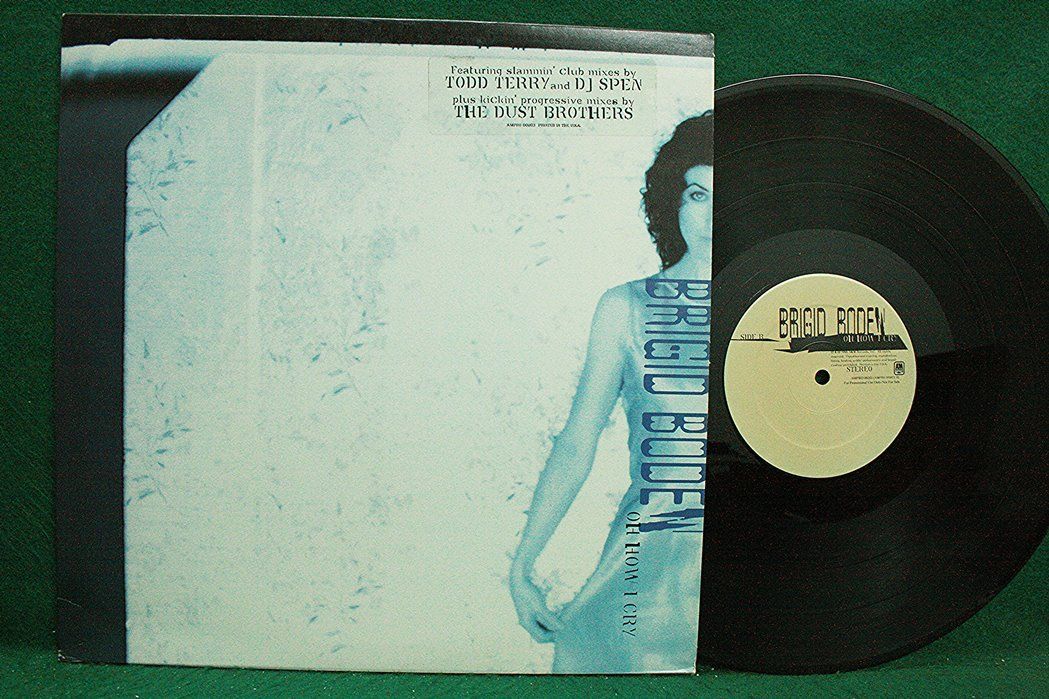 Featuring slammin' Club mixes by
TODD TERRY and DJ SPEN
plus kickin' progressive mixes by
THE DUST BROTHERS
BRIGID BODEN
OH HOW I CRY
BRIGID BODEN
OH HOW I CRY
SIDE B
STEREO
For Promotional Use Only Not For Sale